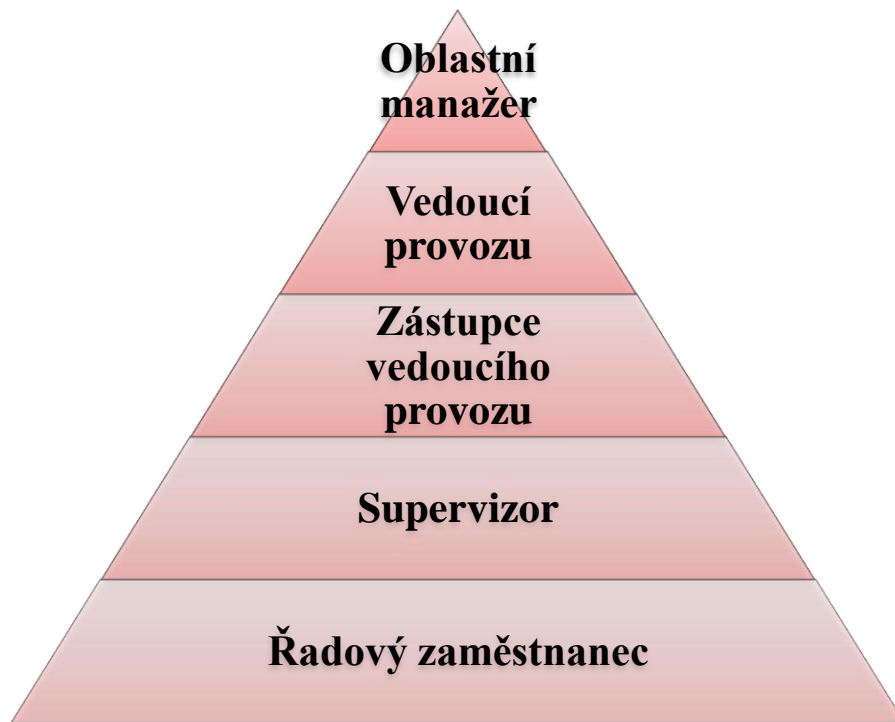 Oblastní
manažer
Vedoucí
provozu
Zástupce
vedoucího
provozu
Supervizor
Řadový zaměstnanec